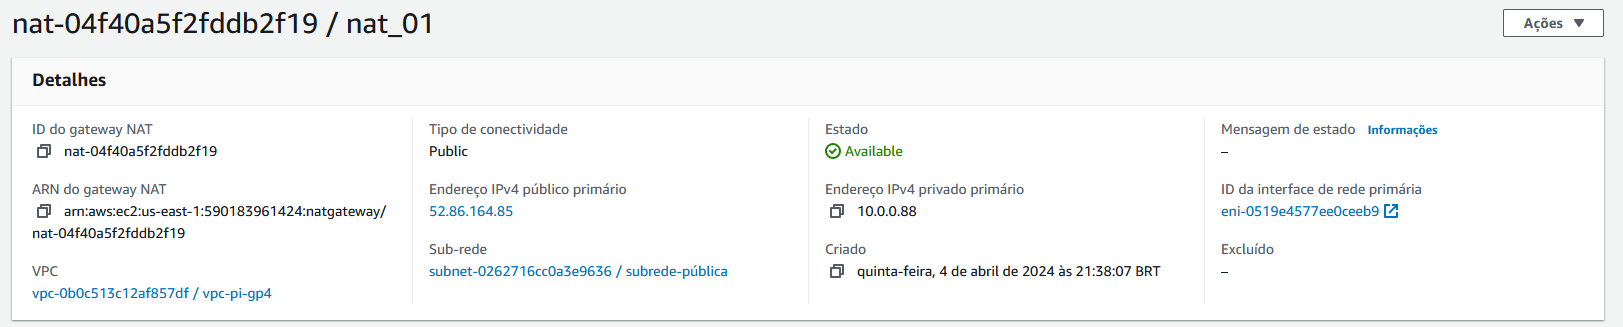 nat-04f40a5f2fddb2f19 / nat_01
Ações
Detalhes
ID do gateway NAT
nat-04f40a5f2fddb2f19
ARN do gateway NAT
arn:aws:ec2:us-east-1:590183961424:natgateway/
nat-04f40a5f2fddb2f19
VPC
vpc-0b0c513c12af857df / vpc-pi-gp4
Tipo de conectividade
Public
Endereço IPv4 público primário
52.86.164.85
Sub-rede
subnet-0262716cc0a3e9636 / subrede-pública
Estado
Available
Endereço IPv4 privado primário
10.0.0.88
Criado
quinta-feira, 4 de abril de 2024 às 21:38:07 BRT
Mensagem de estado Informações
–
ID da interface de rede primária
eni-0519e4577ee0ceeb9
Excluído
–